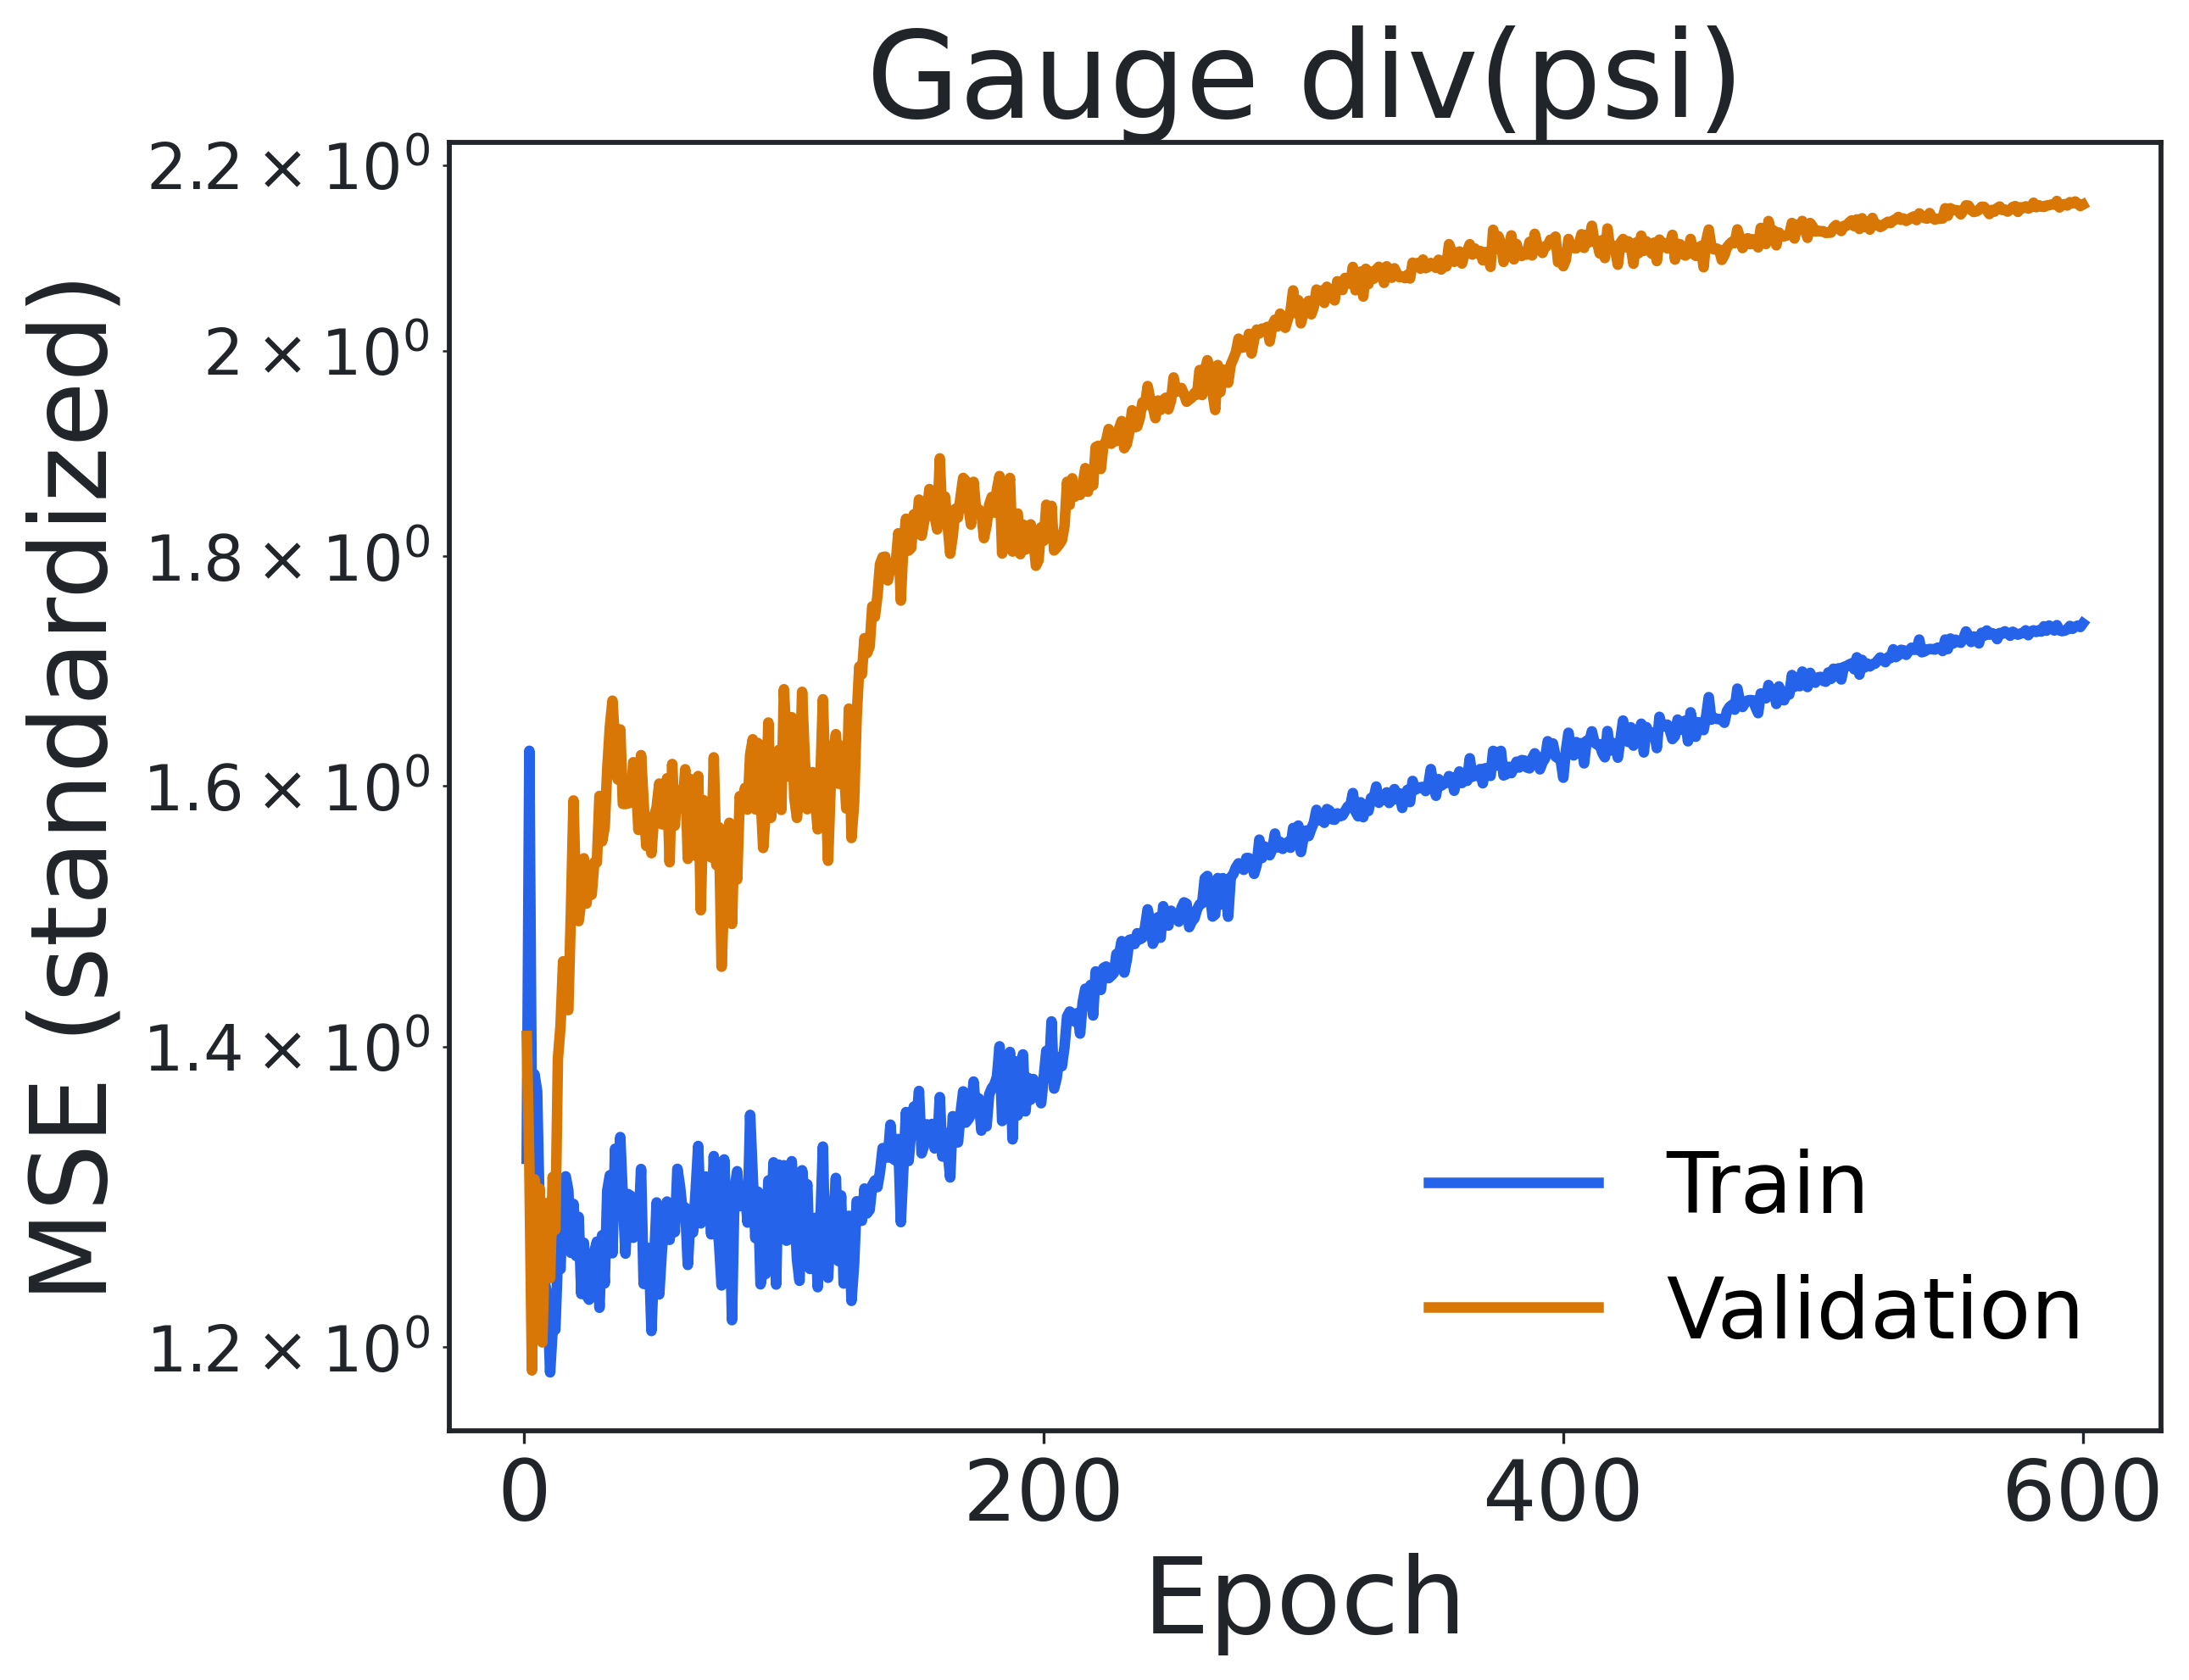 Gauge div(psi)
MSE (standardized)
2.2 × 10⁰
2 × 10⁰
1.8 × 10⁰
1.6 × 10⁰
1.4 × 10⁰
1.2 × 10⁰
Train
Validation
0 200 400 600
Epoch